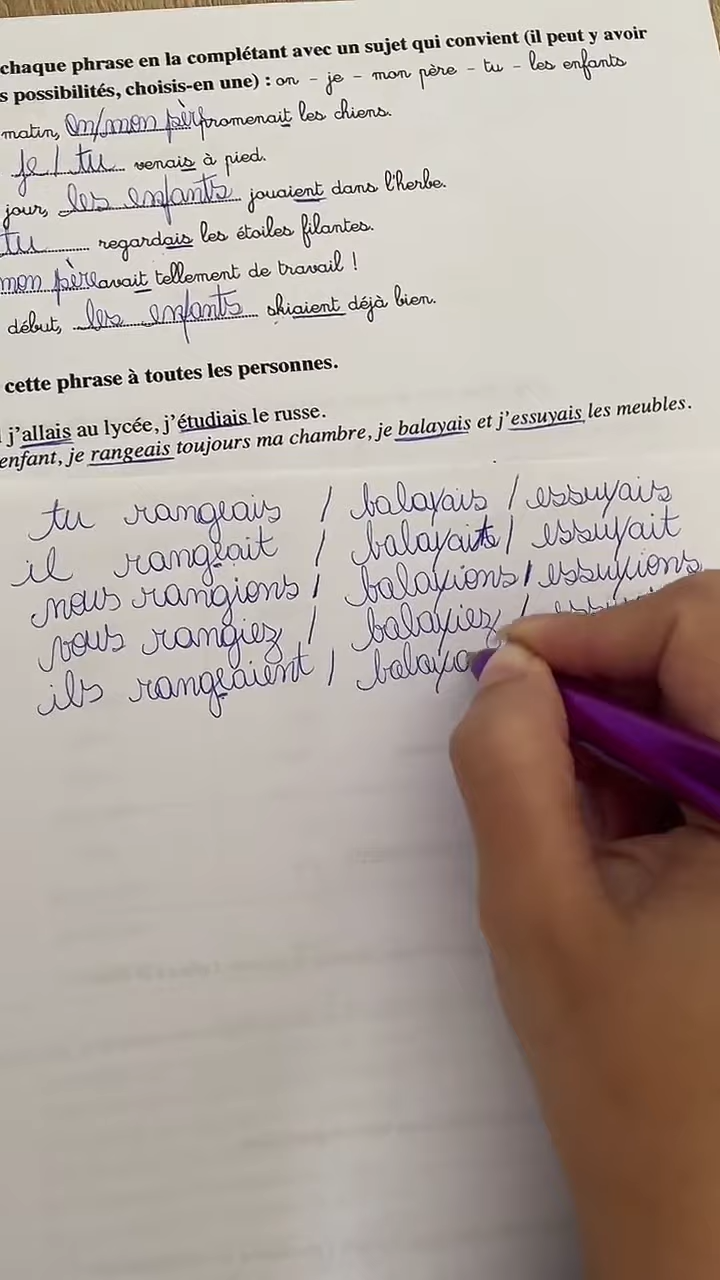 chaque phrase en la complétant avec un sujet qui convient (il peut y avoir
s possibilités, choisis-en une) : on - je - mon père - tu - les enfants
matin, On/mon père promenait les chiens.
je / tu venais à pied.
jour, les enfants jouaient dans l'herbe.
tu regardais les étoiles filantes.
mon père avait tellement de travail !
début, les enfants skiaient déjà bien.
cette phrase à toutes les personnes.
j'allais au lycée, j'étudiais le russe.
enfant, je rangeais toujours ma chambre, je balayais et j'essuyais les meubles.
tu rangeais / balayais / essuyais
il rangeait / balayait / essuyait
nous rangions / balayions / essuyions
vous rangiez / balayiez /
ils rangeaient / balaya